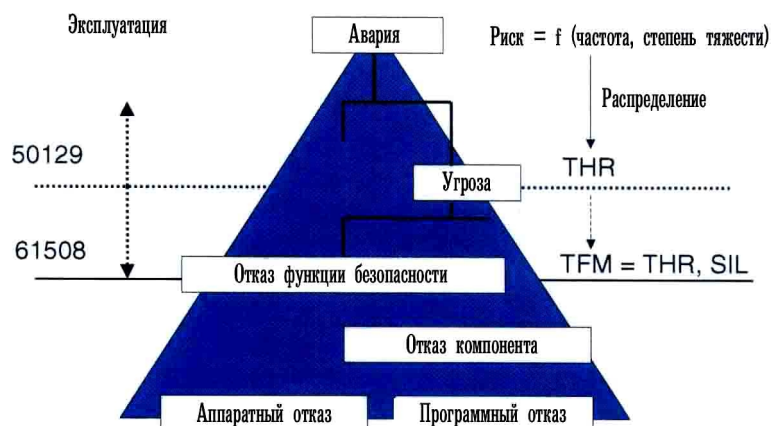 Эксплуатация
Авария
Риск = f (частота, степень тяжести)
Распределение
50129
THR
Угроза
61508
Отказ функции безопасности
TFM = THR, SIL
Отказ компонента
Аппаратный отказ
Программный отказ